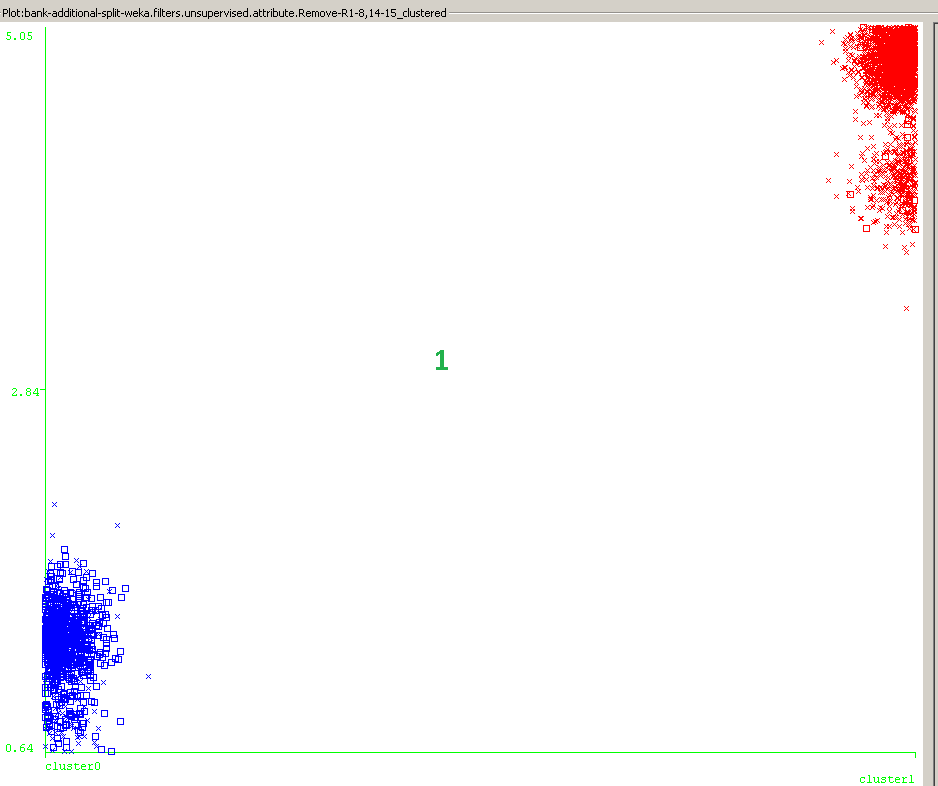 Plot:bank-additional-split-weka.filters.unsupervised.attribute.Remove-R1-8,14-15_clustered
5.05
1
2.84
0.64
cluster0
cluster1